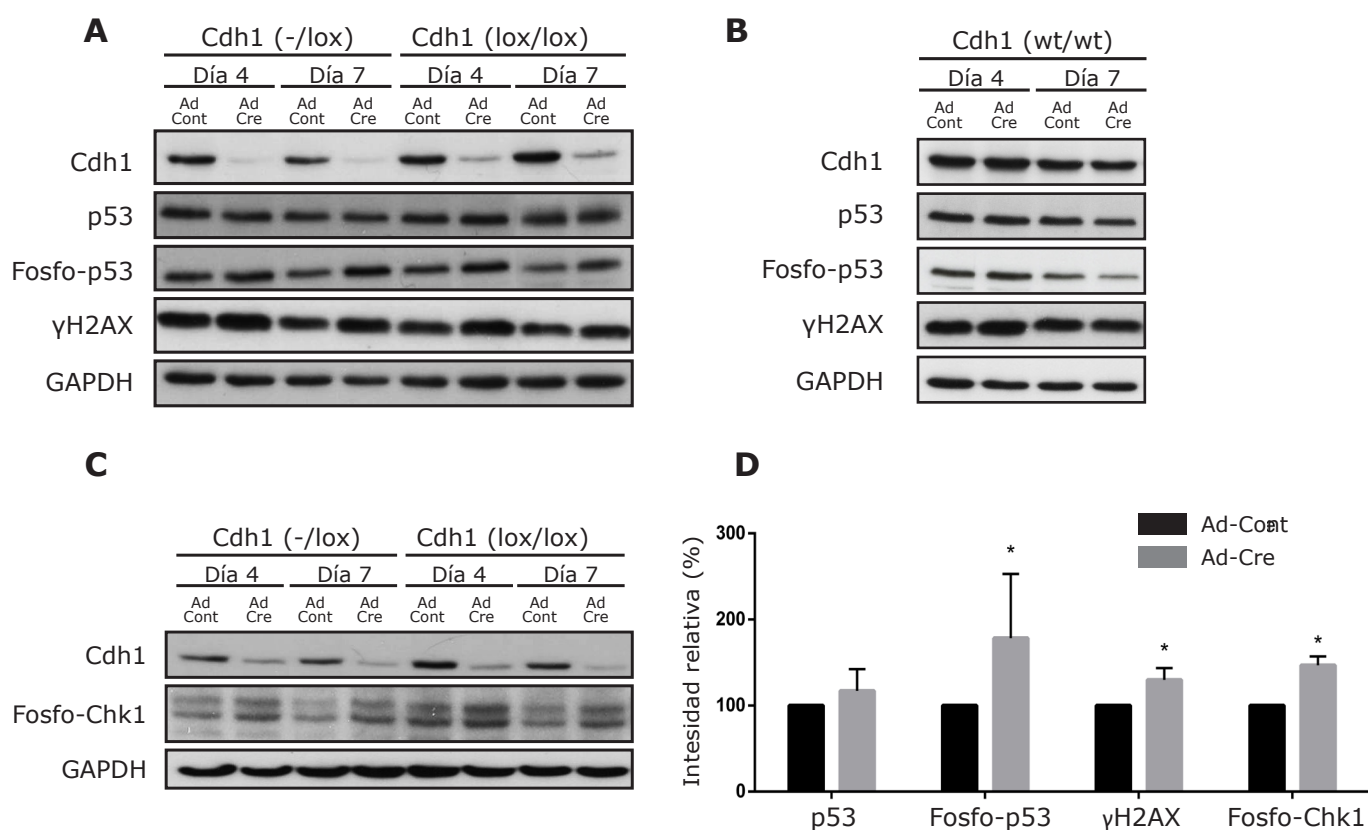 A
Cdh1 (-/lox) Cdh1 (lox/lox)
Día 4 Día 7 Día 4 Día 7
Ad Ad Ad Ad Ad Ad Ad Ad
Cont Cre Cont Cre Cont Cre Cont Cre
Cdh1
p53
Fosfo-p53
γH2AX
GAPDH
B
Cdh1 (wt/wt)
Día 4 Día 7
Ad Ad Ad Ad
Cont Cre Cont Cre
Cdh1
p53
Fosfo-p53
γH2AX
GAPDH
C
Cdh1 (-/lox) Cdh1 (lox/lox)
Día 4 Día 7 Día 4 Día 7
Ad Ad Ad Ad Ad Ad Ad Ad
Cont Cre Cont Cre Cont Cre Cont Cre
Cdh1
Fosfo-Chk1
GAPDH
D
Ad-Cre
Intesidad relativa (%)
300
200
100
0
* * *
p53 Fosfo-p53 γH2AX Fosfo-Chk1